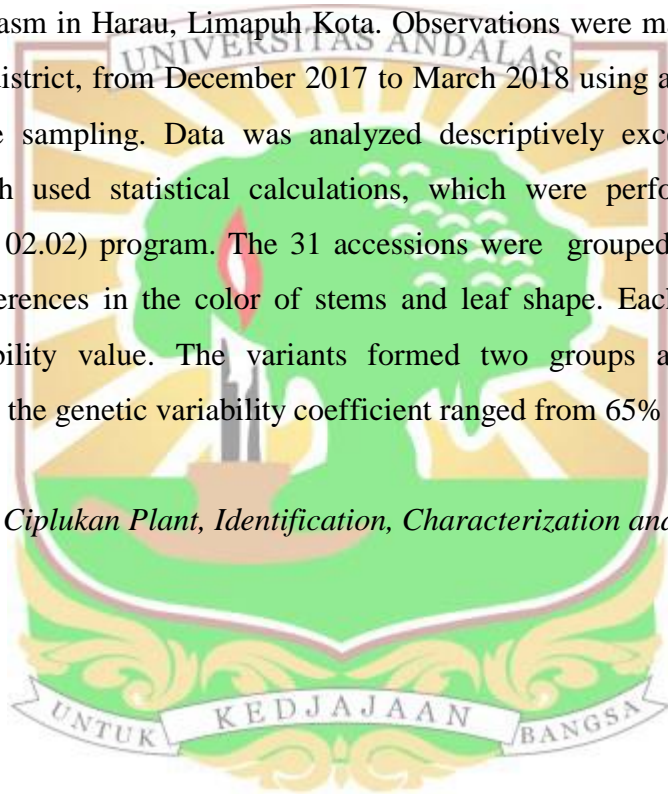 asm in Harau, Limapuh Kota. Observations were ma
UNIVERSITAS ANDALAS
istrict, from December 2017 to March 2018 using a
e sampling. Data was analyzed descriptively exc
h used statistical calculations, which were perfo
02.02) program. The 31 accessions were grouped
erences in the color of stems and leaf shape. Each
bility value. The variants formed two groups a
the genetic variability coefficient ranged from 65%
Ciplukan Plant, Identification, Characterization and
UNTUK KEDJAJAAN BANGSA